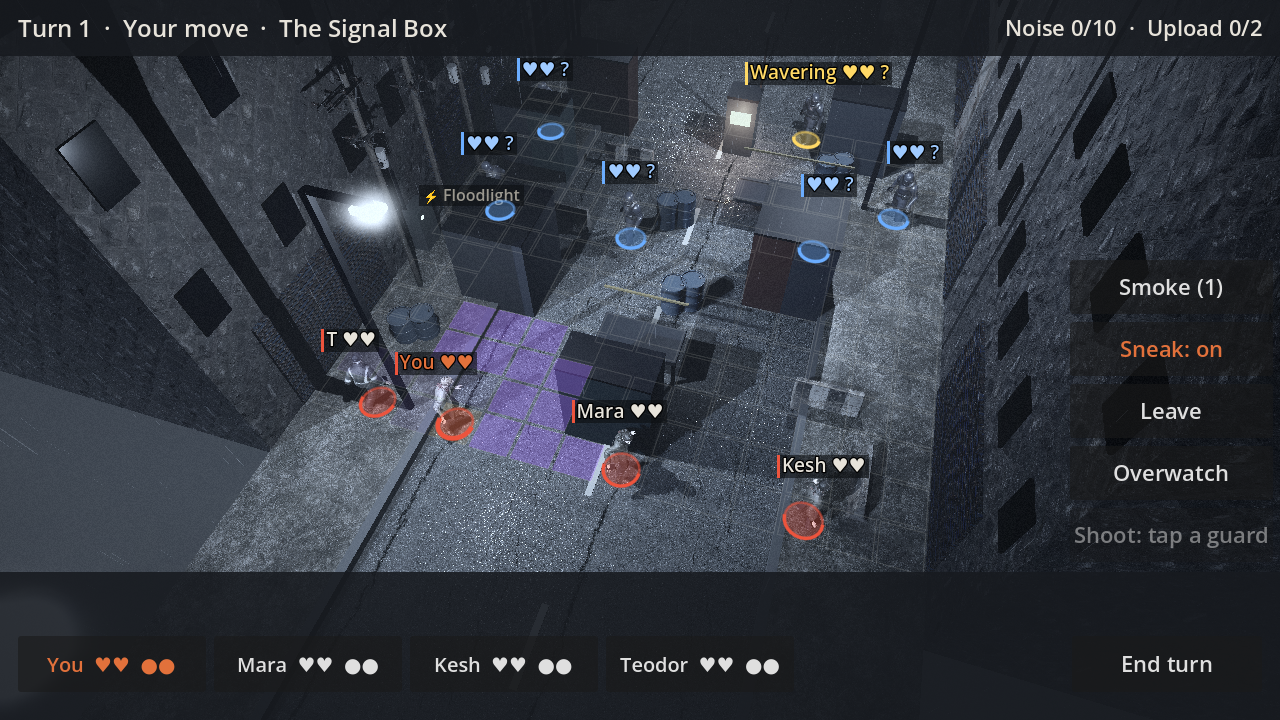 Turn 1 · Your move · The Signal Box
Noise 0/10 · Upload 0/2
♥♥ ?
Wavering ♥♥ ?
♥♥ ?
♥♥ ?
♥♥ ?
♥♥ ?
⚡ Floodlight
T ♥♥
You ♥♥
Mara ♥♥
Kesh ♥♥
Smoke (1)
Sneak: on
Leave
Overwatch
Shoot: tap a guard
You ♥♥ ●●
Mara ♥♥ ●●
Kesh ♥♥ ●●
Teodor ♥♥ ●●
End turn